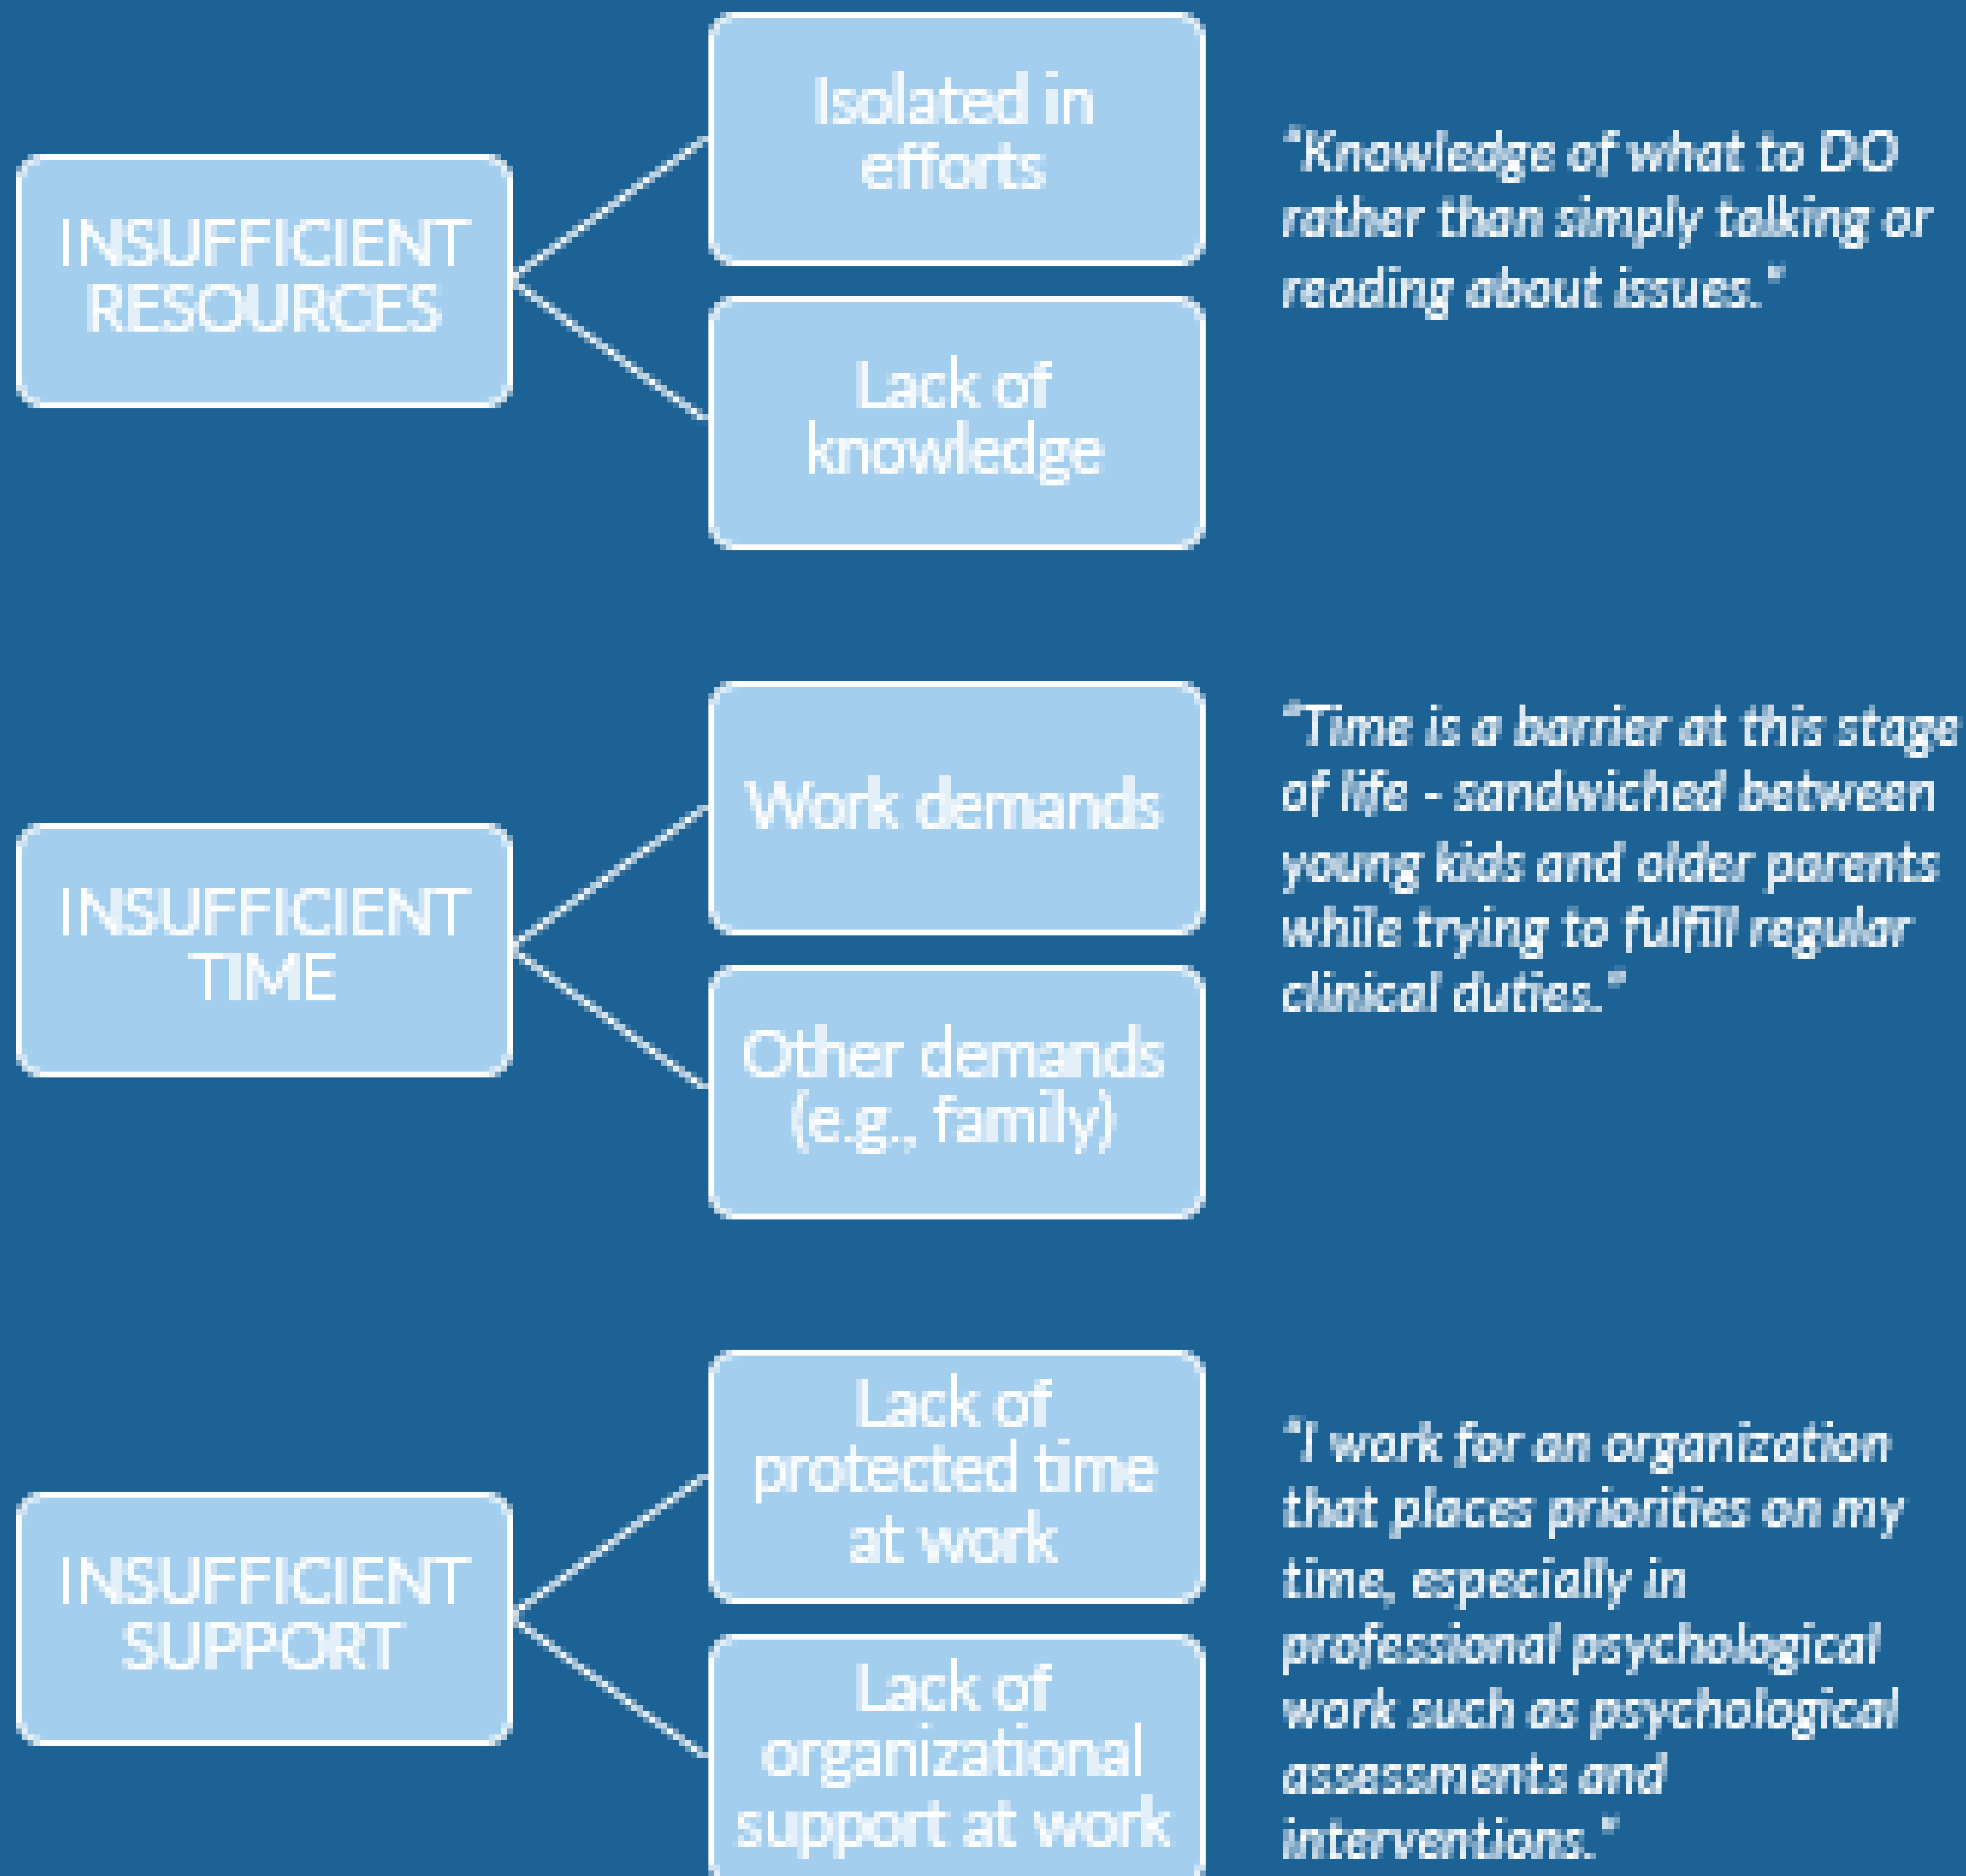 INSUFFICIENT
RESOURCES
Isolated in
efforts
Lack of
knowledge
"Knowledge of what to DO
rather than simply talking or
reading about issues."
INSUFFICIENT
TIME
Work demands
Other demands
(e.g., family)
"Time is a barrier at this stage
of life - sandwiched between
young kids and older parents
while trying to fulfill regular
clinical duties."
INSUFFICIENT
SUPPORT
Lack of
protected time
at work
Lack of
organizational
support at work
"I work for an organization
that places priorities on my
time, especially in
professional psychological
work such as psychological
assessments and
interventions."